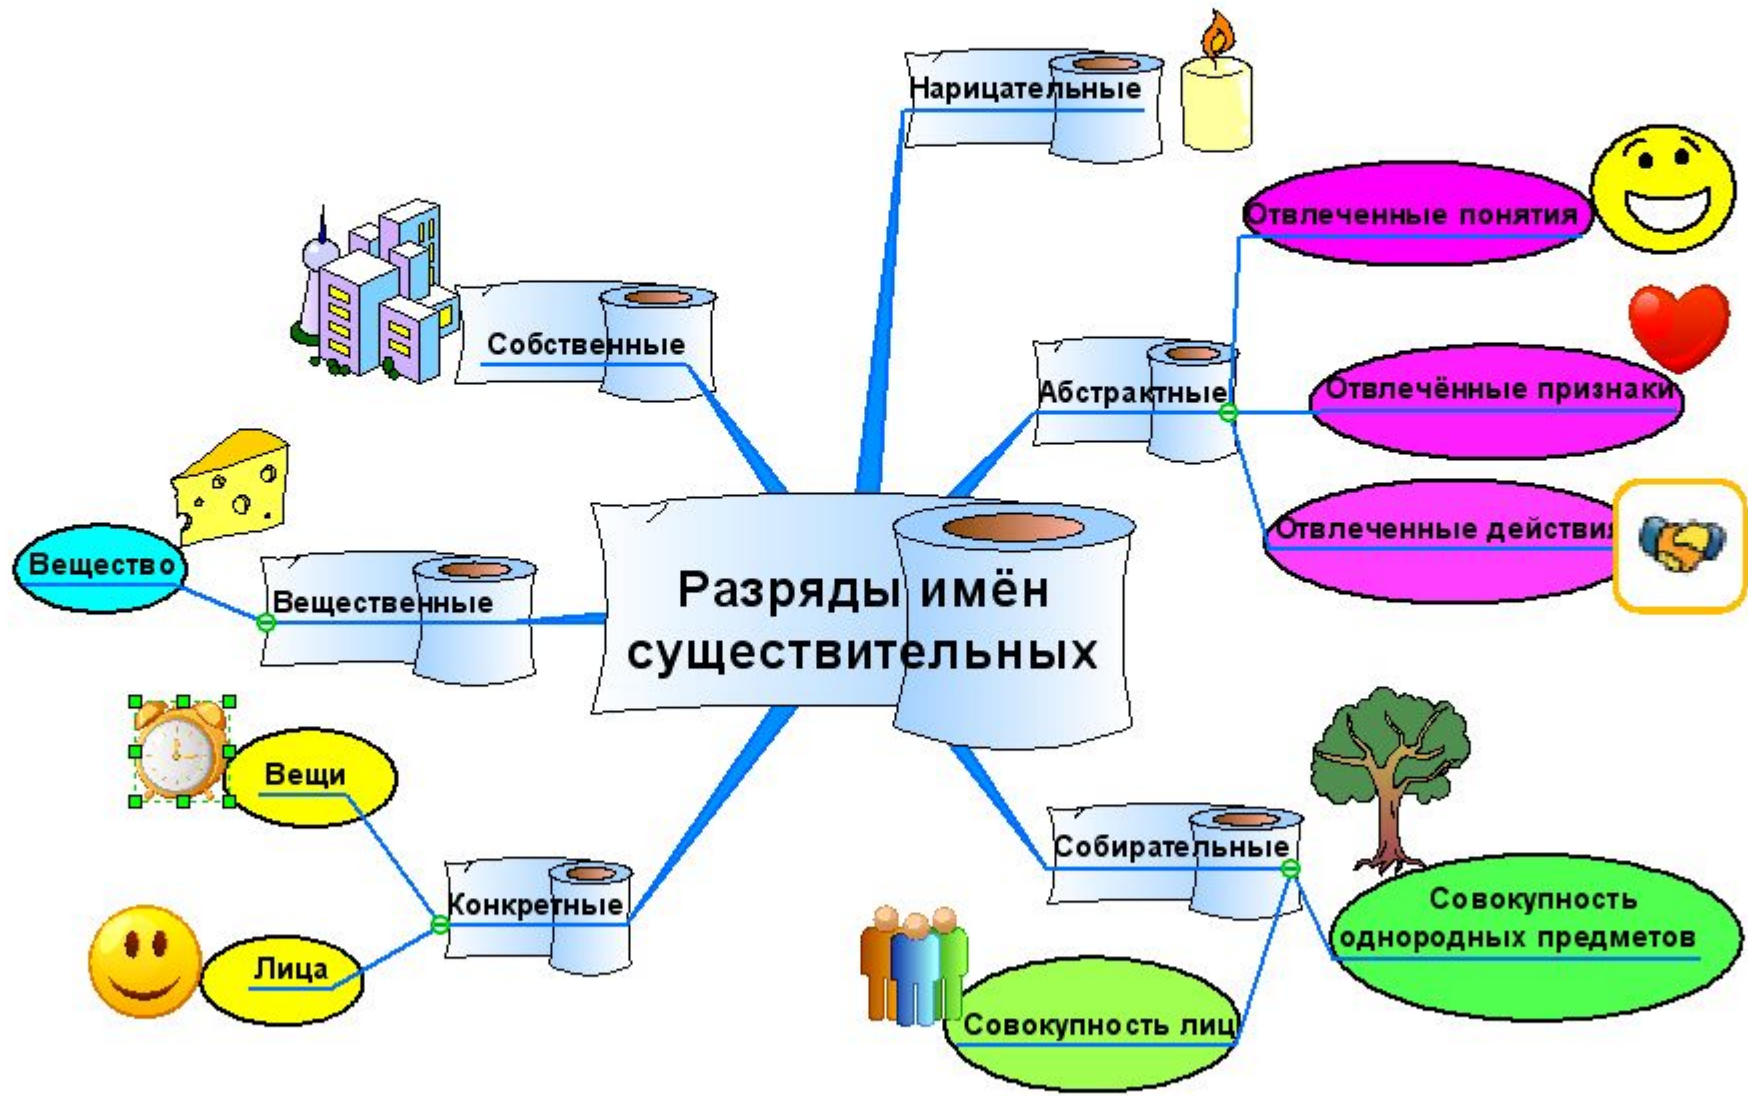 Нарицательные
Отвлеченные понятия
Собственные
Отвлечённые признаки
Абстрактные
Отвлеченные действия
Вещество
Вещественные
Разряды имён
существительных
Вещи
Собирательные
Конкретные
Совокупность
однородных предметов
Лица
Совокупность лиц